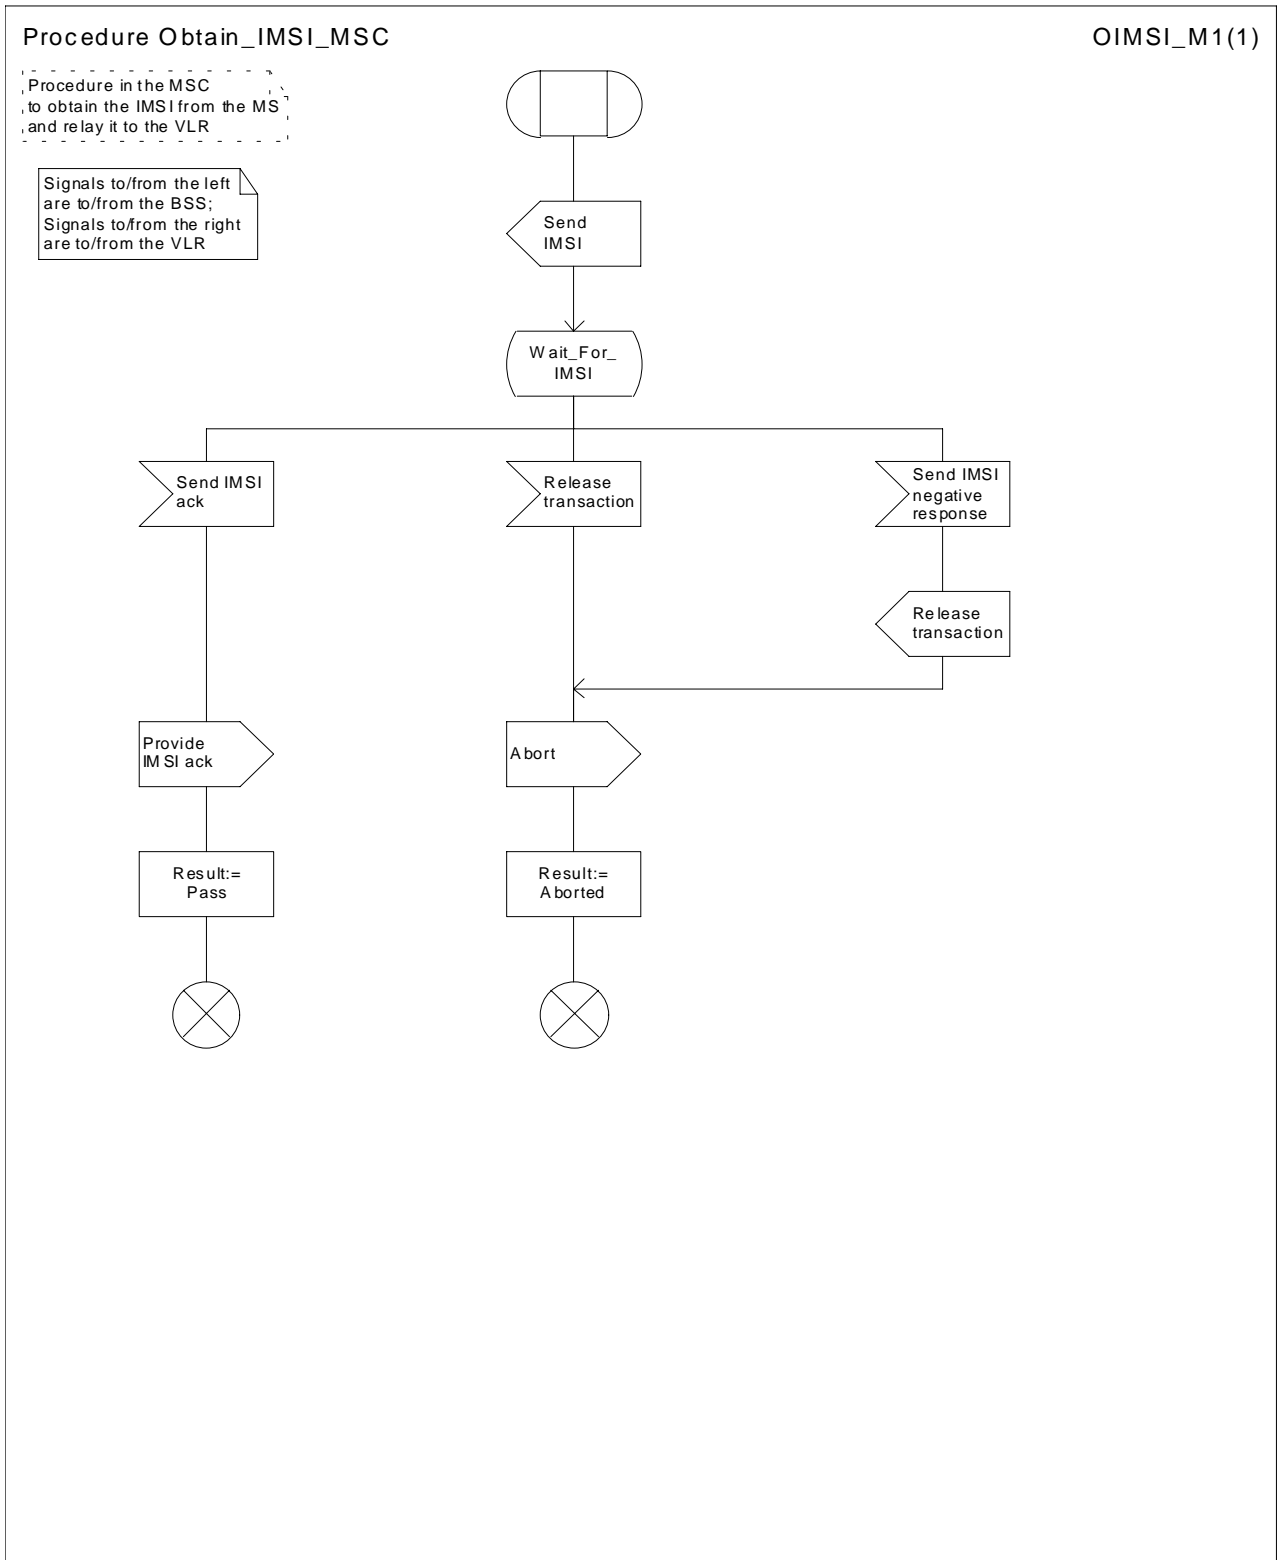 Procedure Obtain_IMSI_MSC
OIMSI_M1(1)
Procedure in the MSC
to obtain the IMSI from the MS
and relay it to the VLR
Signals to/from the left
are to/from the BSS;
Signals to/from the right
are to/from the VLR
Send
IMSI
Wait_For_
IMSI
Send IMSI
ack
Release
transaction
Send IMSI
negative
response
Release
transaction
Provide
IMSI ack
Abort
Result:=
Pass
Result:=
Aborted